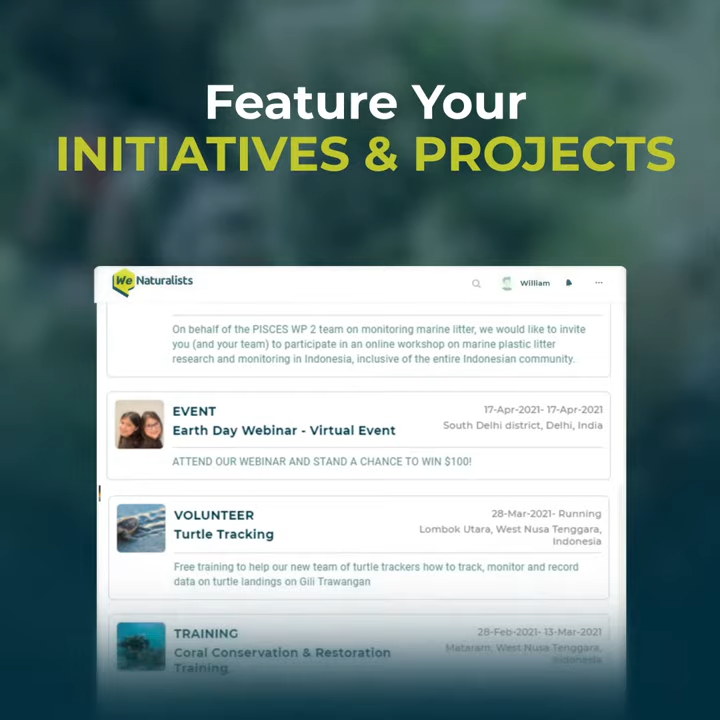 Feature Your
INITIATIVES & PROJECTS
We Naturalists
William
On behalf of the PISCES WP 2 team on monitoring marine litter, we would like to invite
you (and your team) to participate in an online workshop on marine plastic litter
research and monitoring in Indonesia, inclusive of the entire Indonesian community.
EVENT
17-Apr-2021- 17-Apr-2021
Earth Day Webinar - Virtual Event
South Delhi district, Delhi, India
ATTEND OUR WEBINAR AND STAND A CHANCE TO WIN $100!
VOLUNTEER
28-Mar-2021- Running
Turtle Tracking
Lombok Utara, West Nusa Tenggara,
Indonesia
Free training to help our new team of turtle trackers how to track, monitor and record
data on turtle landings on Gili Trawangan
TRAINING
28-Feb-2021- 13-Mar-2021
Coral Conservation & Restoration
Training
Mataram, West Nusa Tenggara,
Indonesia